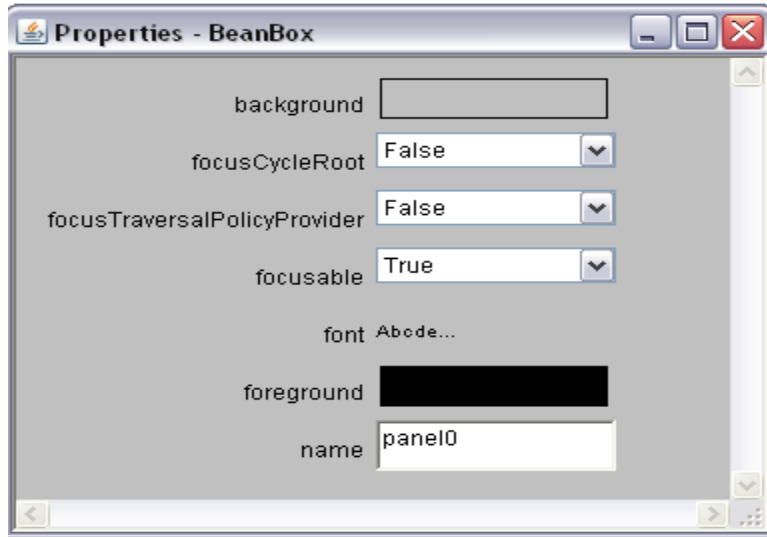 Properties - BeanBox
background
focusCycleRoot False
focusTraversalPolicyProvider False
focusable True
font Abcde...
foreground
name panel0